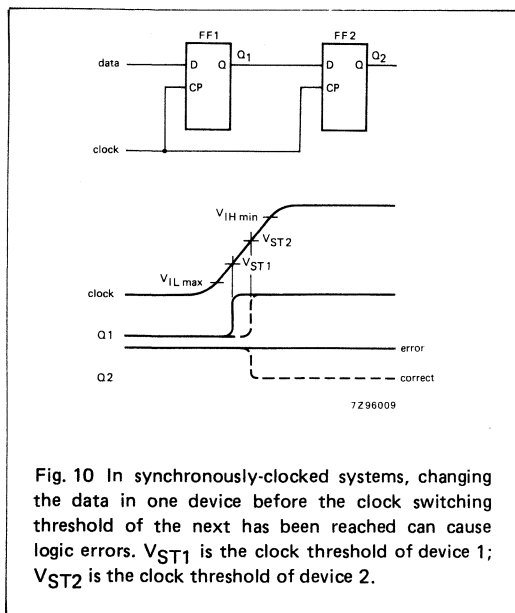 FF1
FF2
data
D
Q
Q1
D
Q
Q2
CP
CP
clock
VIH min
VST2
VST1
VIL max
clock
Q1
error
Q2
correct
7Z96009
Fig. 10 In synchronously-clocked systems, changing
the data in one device before the clock switching
threshold of the next has been reached can cause
logic errors. VST1 is the clock threshold of device 1;
VST2 is the clock threshold of device 2.